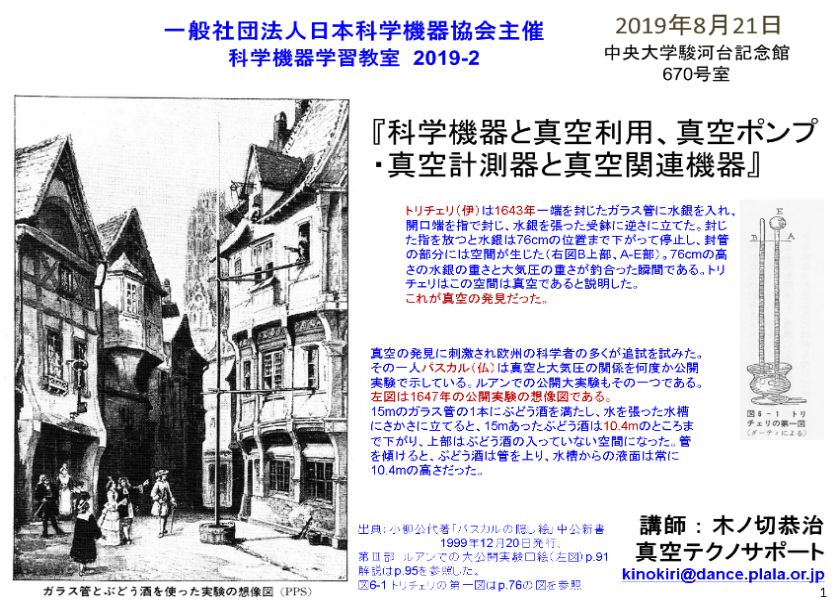 一般社団法人日本科学機器協会主催
科学機器学習教室 2019-2
2019年8月21日
中央大学駿河台記念館
670号室
『科学機器と真空利用、真空ポンプ
・真空計測器と真空関連機器』
トリチェリ（伊）は1643年一端を封じたガラス管に水銀を入れ、
開口端を指で封じ、水銀を張った受鉢に逆さに立てた。封じ
た指を放つと水銀は76cmの位置まで下がって停止し、封管
の部分には空間が生じた（右図B上部、A-E部）。76cmの高
さの水銀の重さと大気圧の重さが釣合った瞬間である。トリ
チェリはこの空間は真空であると説明した。
これが真空の発見だった。
E
B
A
図6-1 トリ
チェリの第一図
(ダーティによる)
真空の発見に刺激され欧州の科学者の多くが追試を試みた。
その一人パスカル（仏）は真空と大気圧の関係を何度か公開
実験で示している。ルアンでの公開大実験もその一つである。
左図は1647年の公開実験の想像図である。
15mのガラス管の1本にぶどう酒を満たし、水を張った水槽
にさかさに立てると、15mあったぶどう酒は10.4mのところま
で下がり、上部はぶどう酒の入っていない空間になった。管
を傾けると、ぶどう酒は管を上り、水槽からの液面は常に
10.4mの高さだった。
出典：小柳公代著「パスカルの隠し絵」中公新書
1999年12月20日発行、
第Ⅲ部 ルアンでの大公開実験口絵（左図）p.91
解説はp.95を参照した。
図6-1トリチェリの第一図はp.76の図を参照
講師：木ノ切恭治
真空テクノサポート
kinokiri@dance.plala.or.jp
ガラス管とぶどう酒を使った実験の想像図（PPS）
1